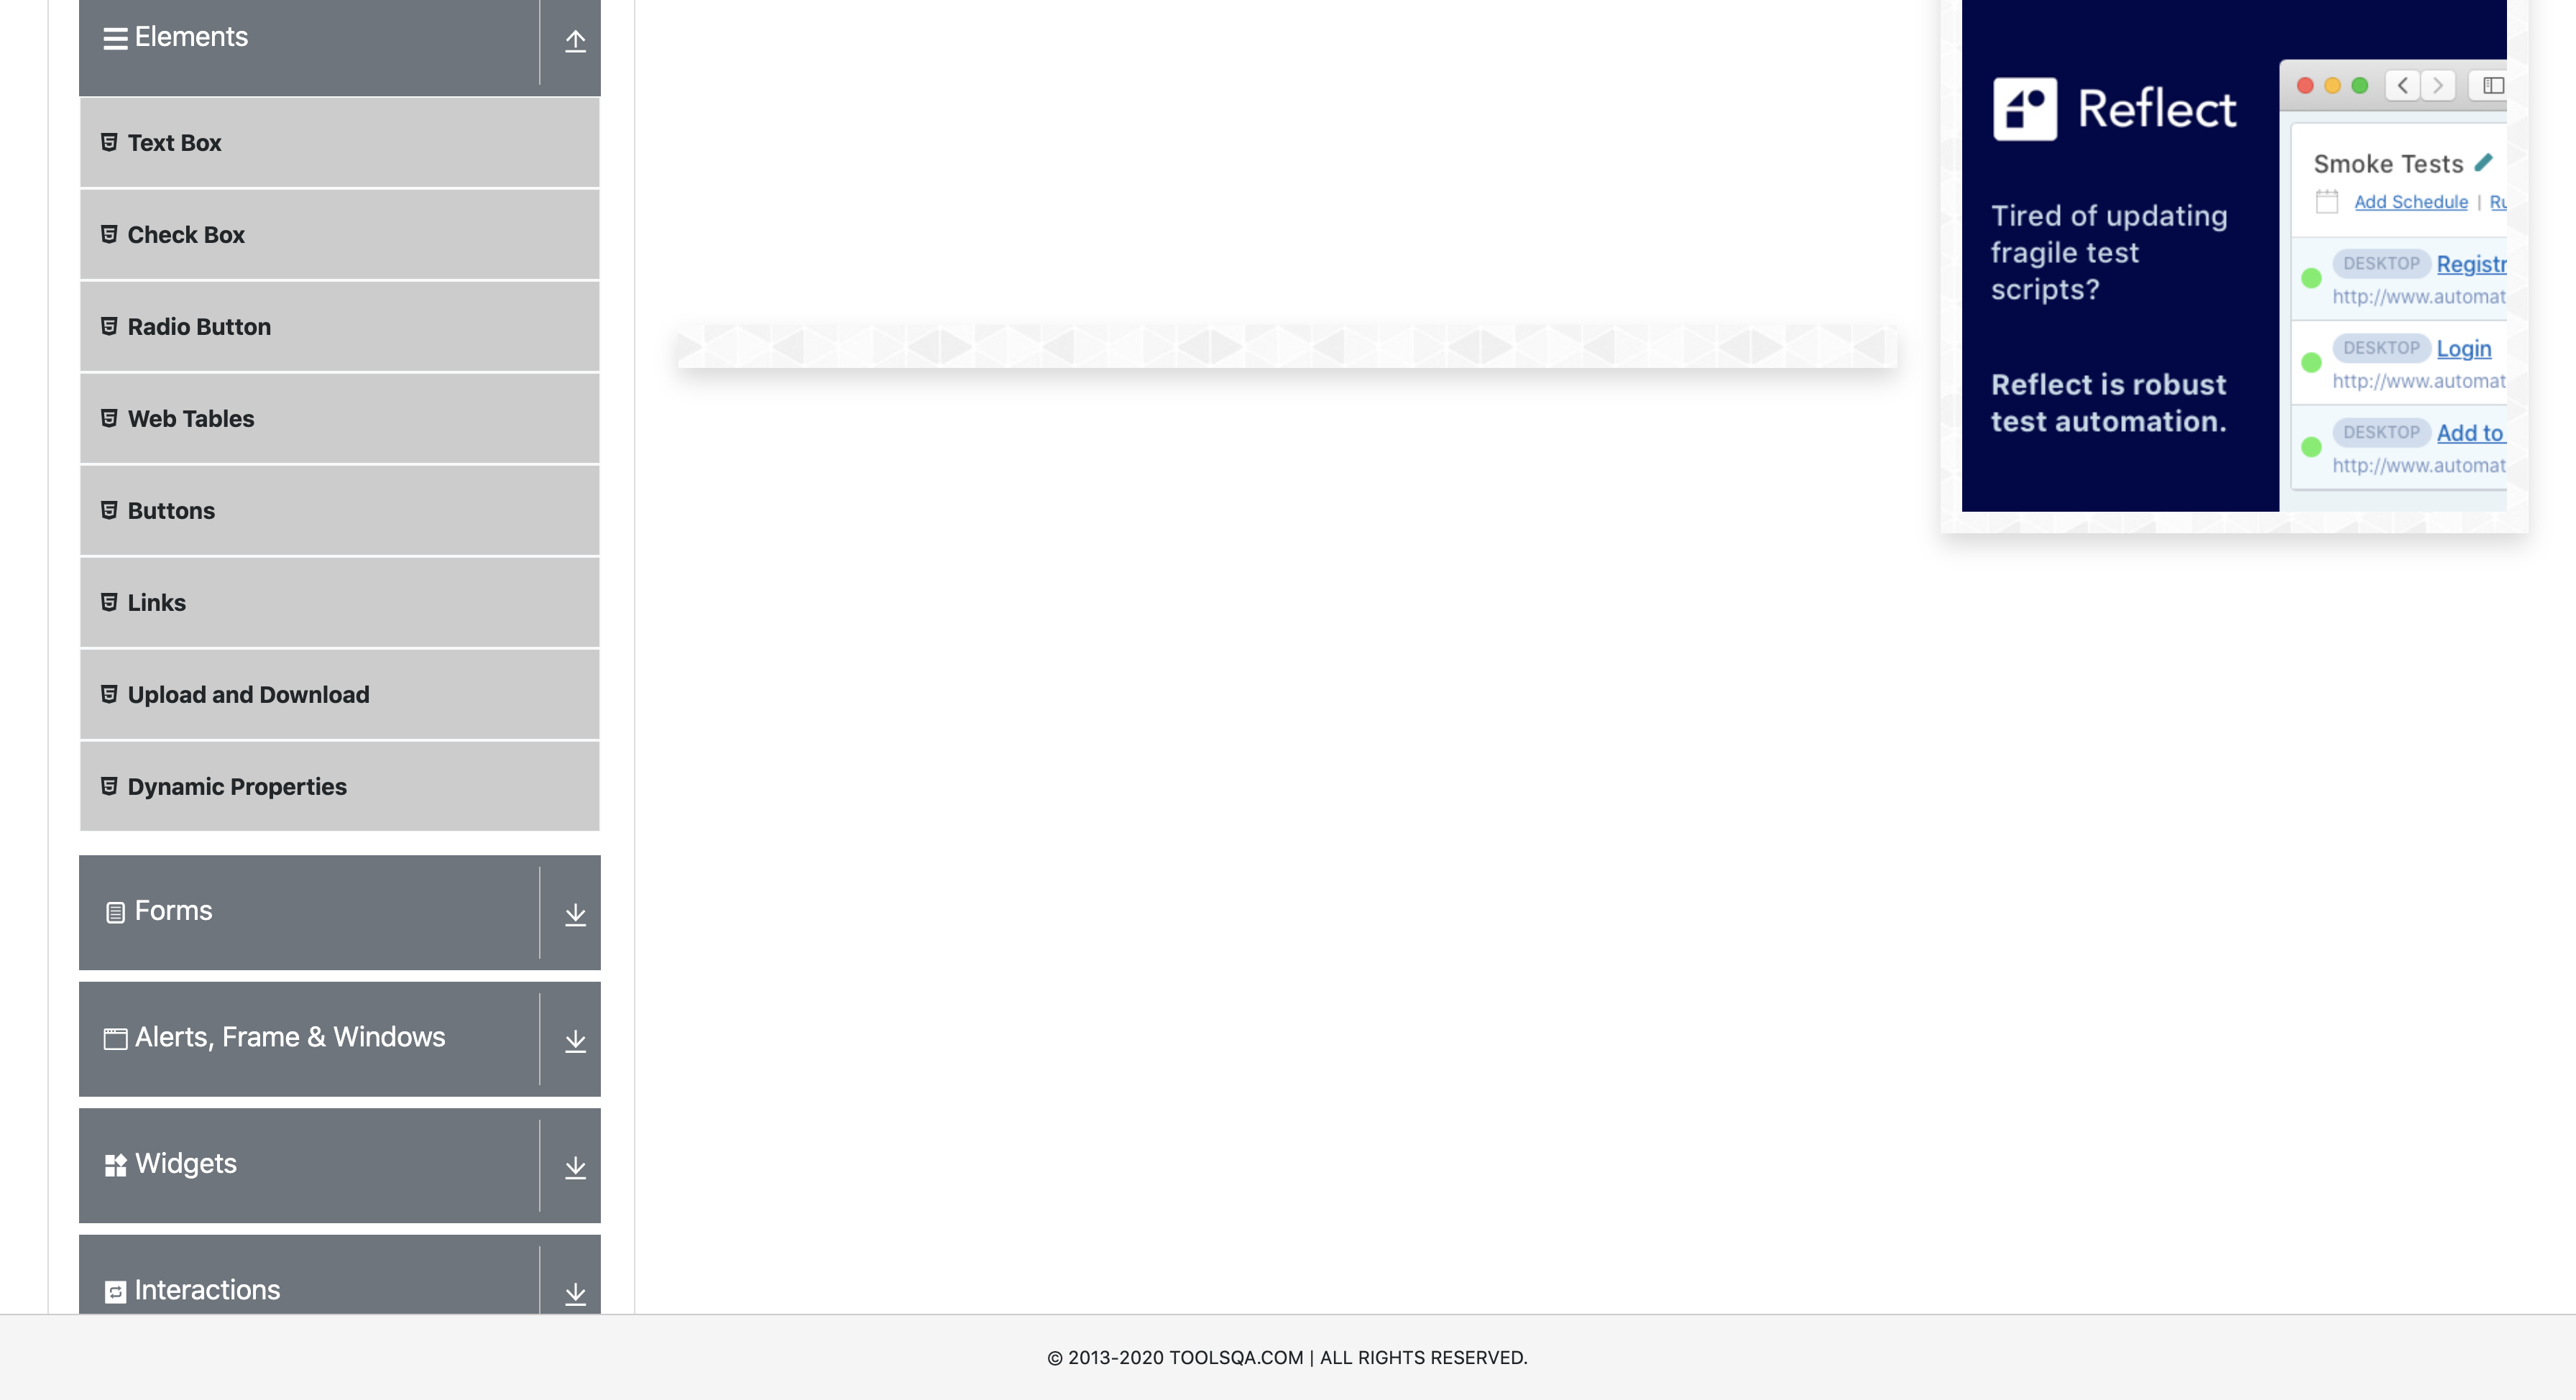 Elements
Text Box
Check Box
Radio Button
Web Tables
Buttons
Links
Upload and Download
Dynamic Properties
Forms
Alerts, Frame & Windows
Widgets
Interactions
Reflect
Tired of updating
fragile test
scripts?
Reflect is robust
test automation.
Smoke Tests
Add Schedule | Ru
DESKTOP Registr
http://www.automat
DESKTOP Login
http://www.automat
DESKTOP Add to
http://www.automat
© 2013-2020 TOOLSQA.COM | ALL RIGHTS RESERVED.